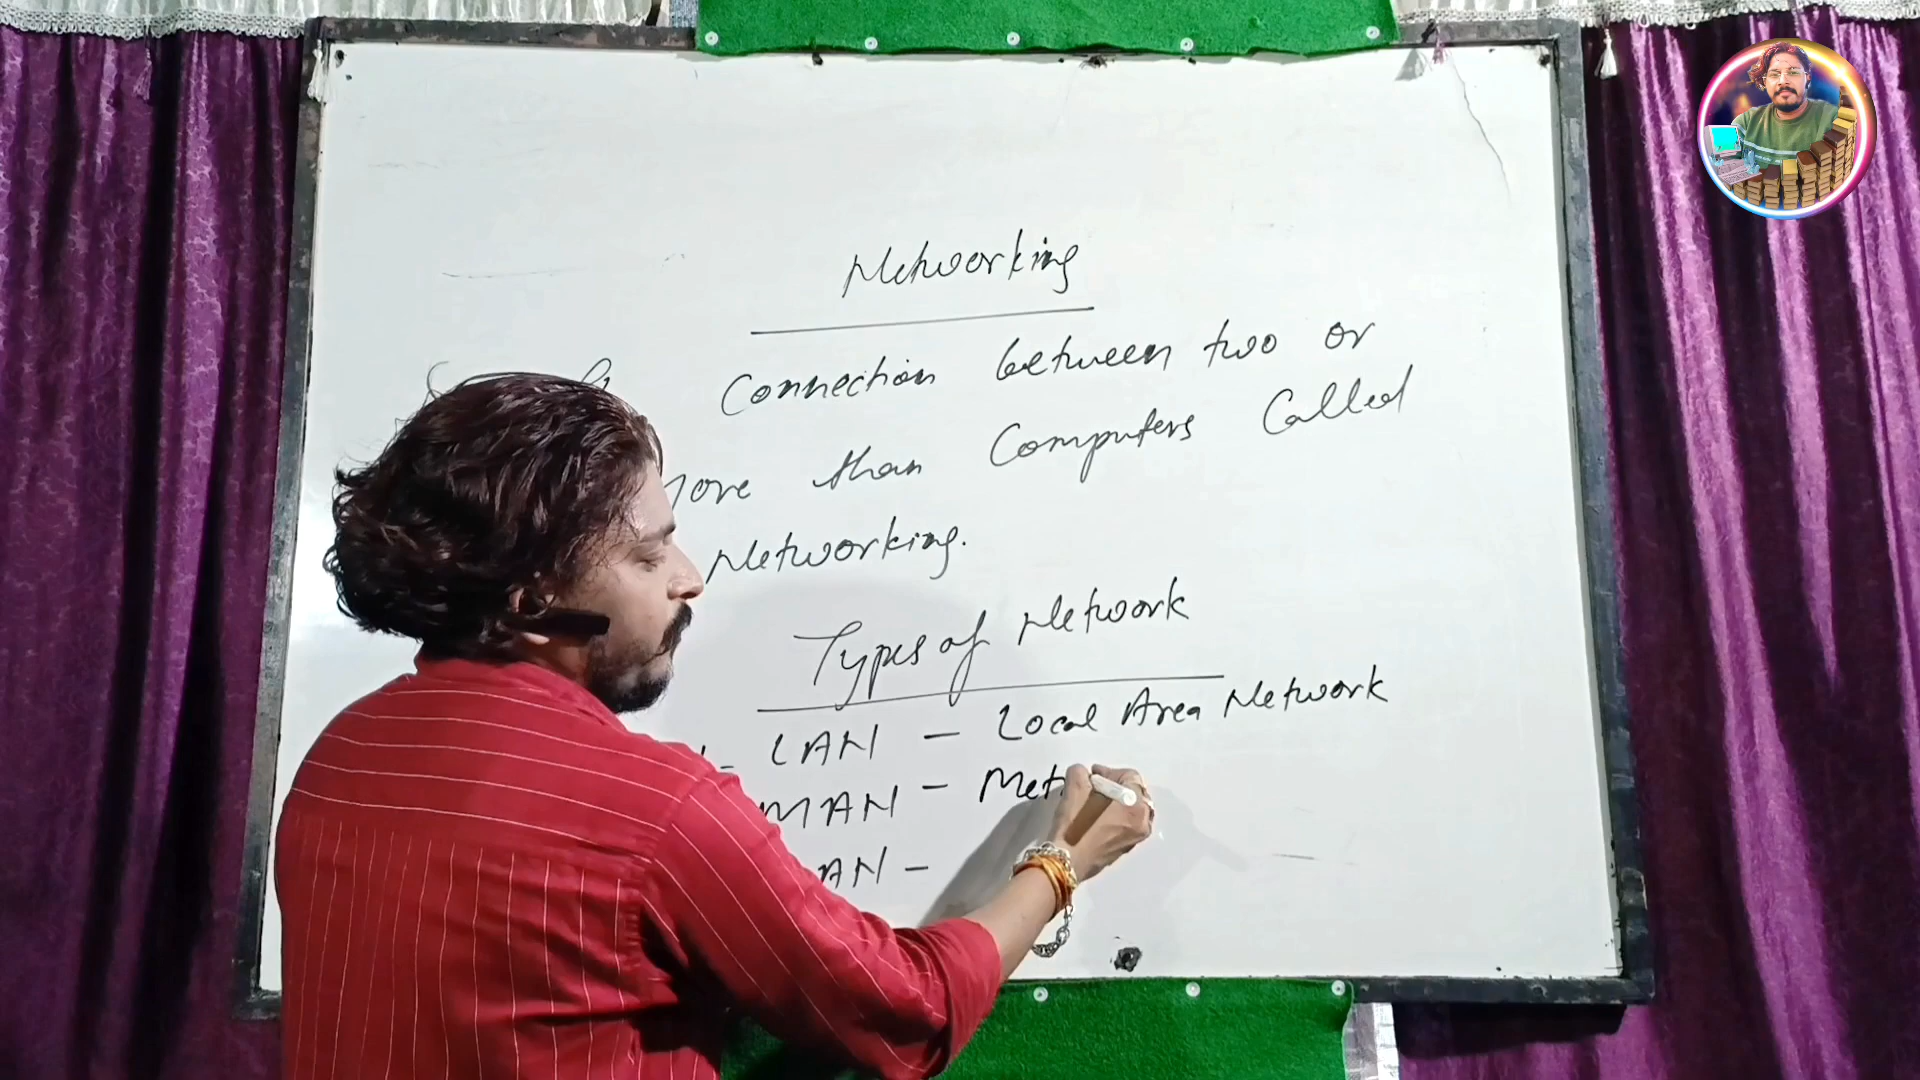 Networking
Connection between two or
more than Computers Called
Networking.
Types of Network
LAN - Local Area Network
MAN - Met
AN -